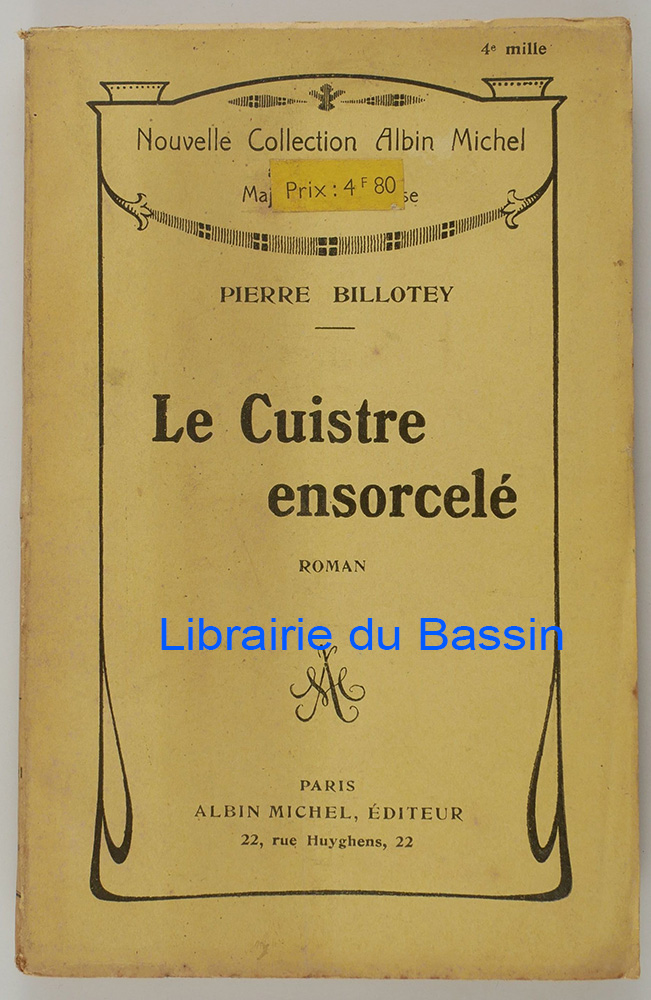 4e mille
Nouvelle Collection Albin Michel
Prix : 4 F 80
PIERRE BILLOTEY
Le Cuistre
ensorcelé
ROMAN
Librairie du Bassin
PARIS
ALBIN MICHEL, ÉDITEUR
22, rue Huyghens, 22